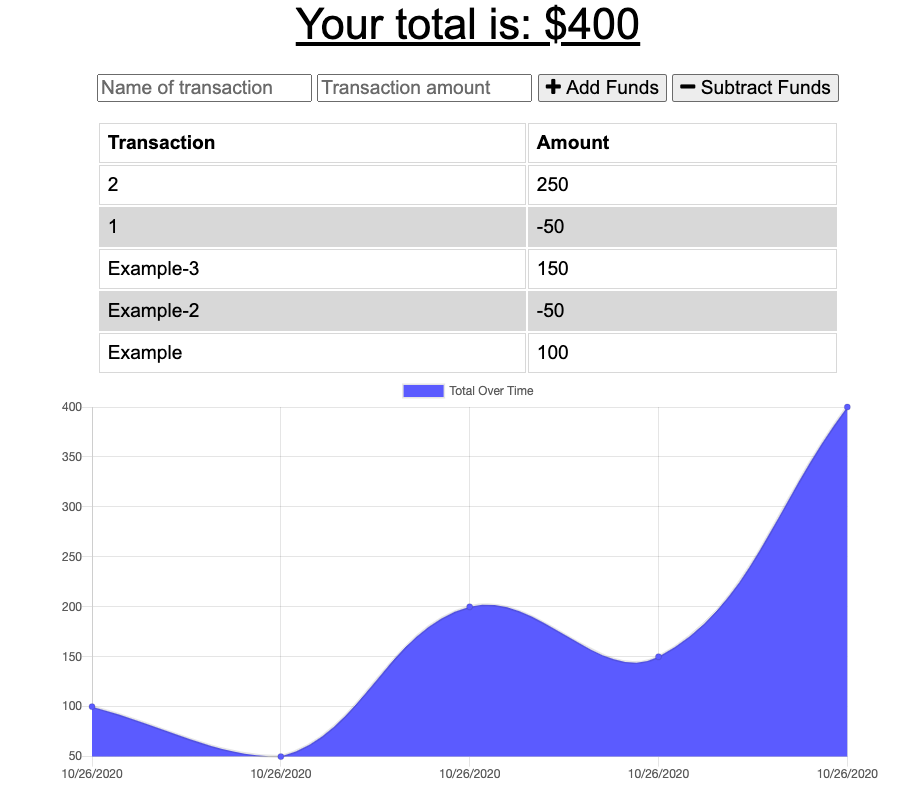 Your total is: $400
Name of transaction Transaction amount Add Funds Subtract Funds
Transaction Amount
2 250
1 -50
Example-3 150
Example-2 -50
Example 100
Total Over Time
400
350
300
250
200
150
100
50
10/26/2020 10/26/2020 10/26/2020 10/26/2020 10/26/2020